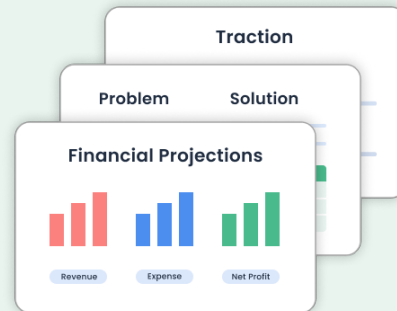 Traction
Problem Solution
Financial Projections
Revenue Expense Net Profit